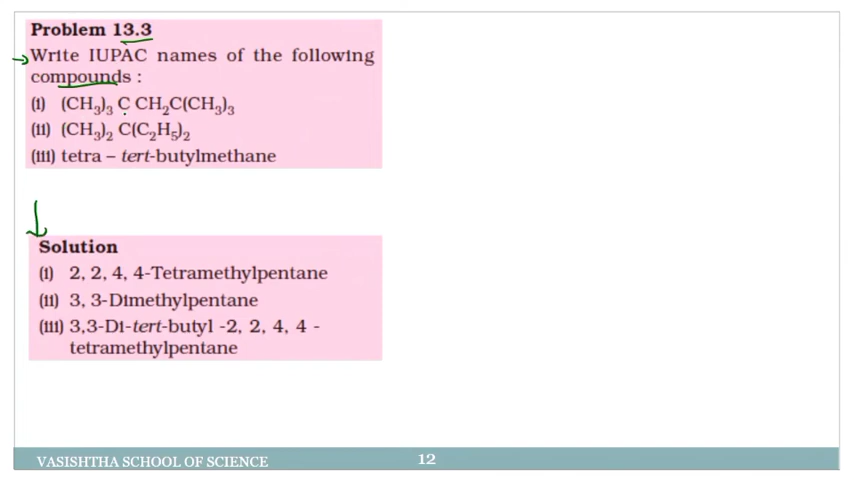 Problem 13.3
Write IUPAC names of the following
compounds :
(i) (CH₃)₃ C CH₂C(CH₃)₃
(ii) (CH₃)₂ C(C₂H₅)₂
(iii) tetra – tert-butylmethane
Solution
(i) 2, 2, 4, 4-Tetramethylpentane
(ii) 3, 3-Dimethylpentane
(iii) 3,3-Di-tert-butyl -2, 2, 4, 4 -
tetramethylpentane
VASISHTHA SCHOOL OF SCIENCE 12